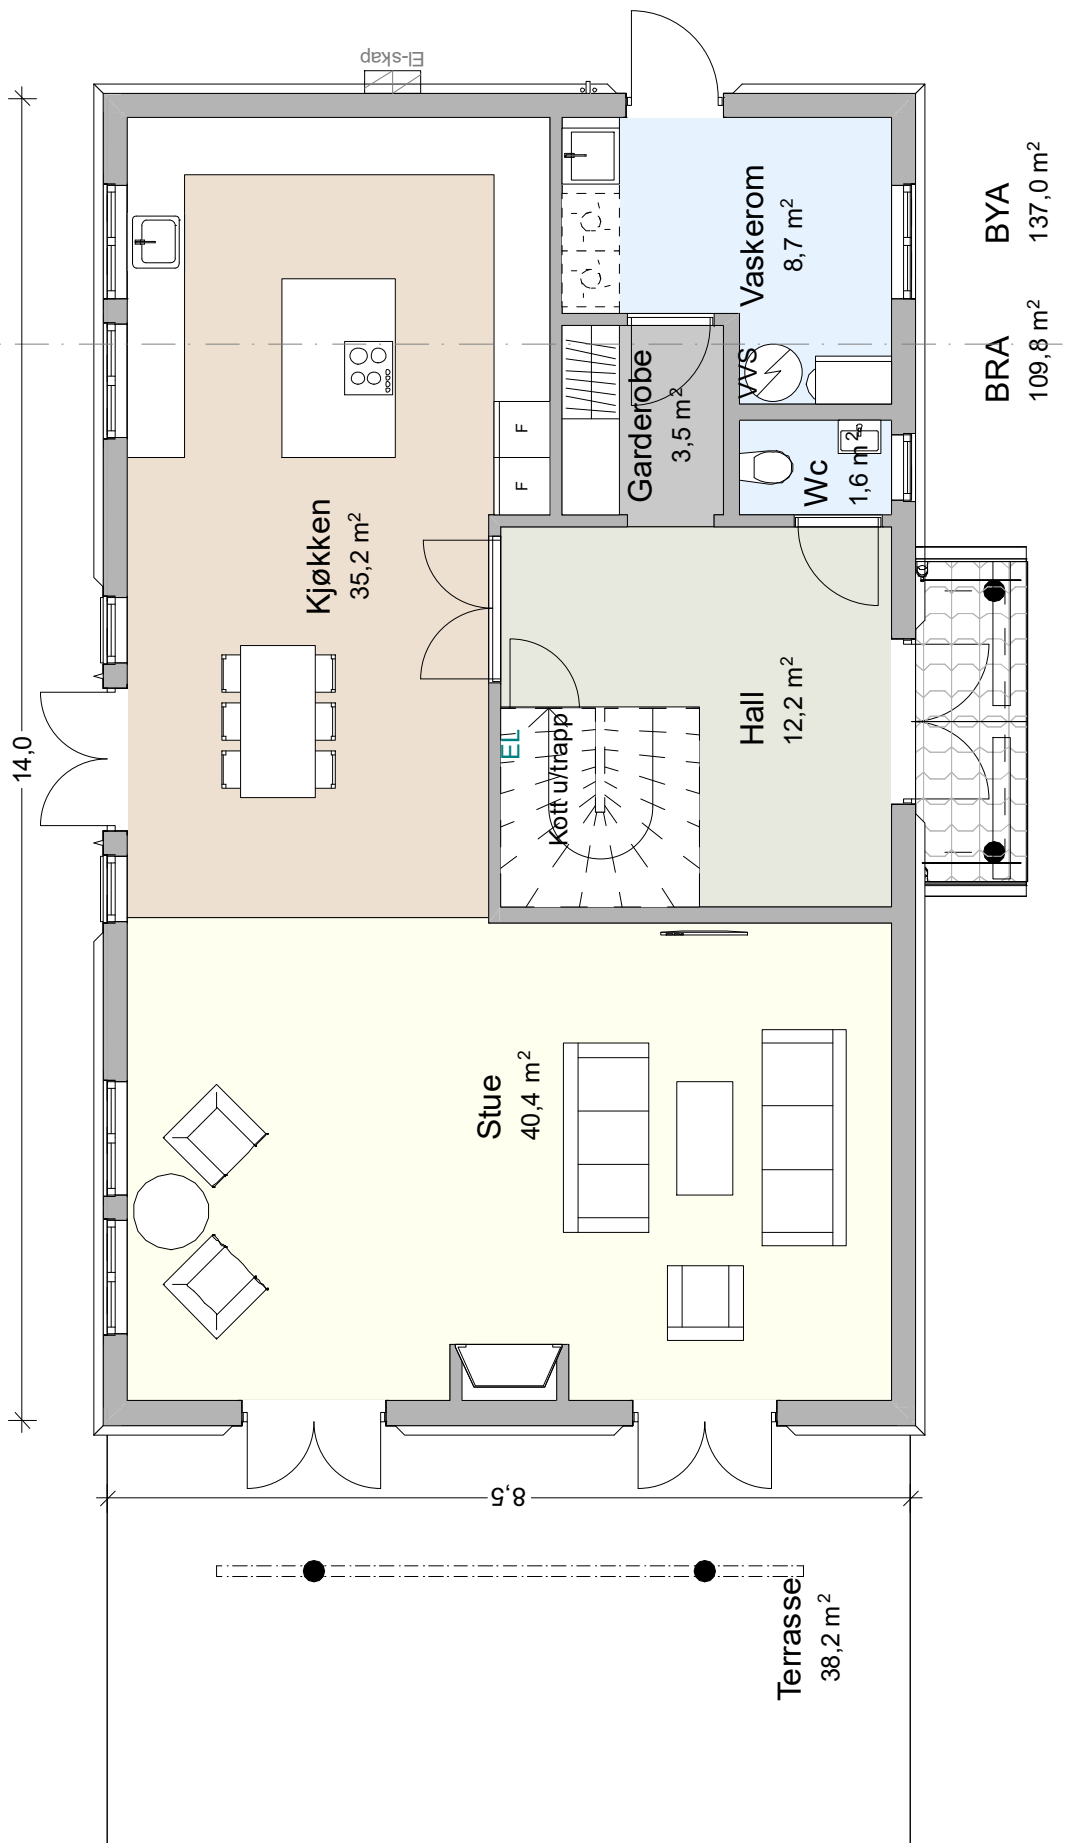 El-skap
14,0
8,5
Kjøkken
35,2 m²
F
F
Garderobe
3,5 m²
Vaskerom
8,7 m²
VVS
Wc
1,6 m²
Hall
12,2 m²
EL
Kott u/trapp
Stue
40,4 m²
Terrasse
38,2 m²
BRA
109,8 m²
BYA
137,0 m²